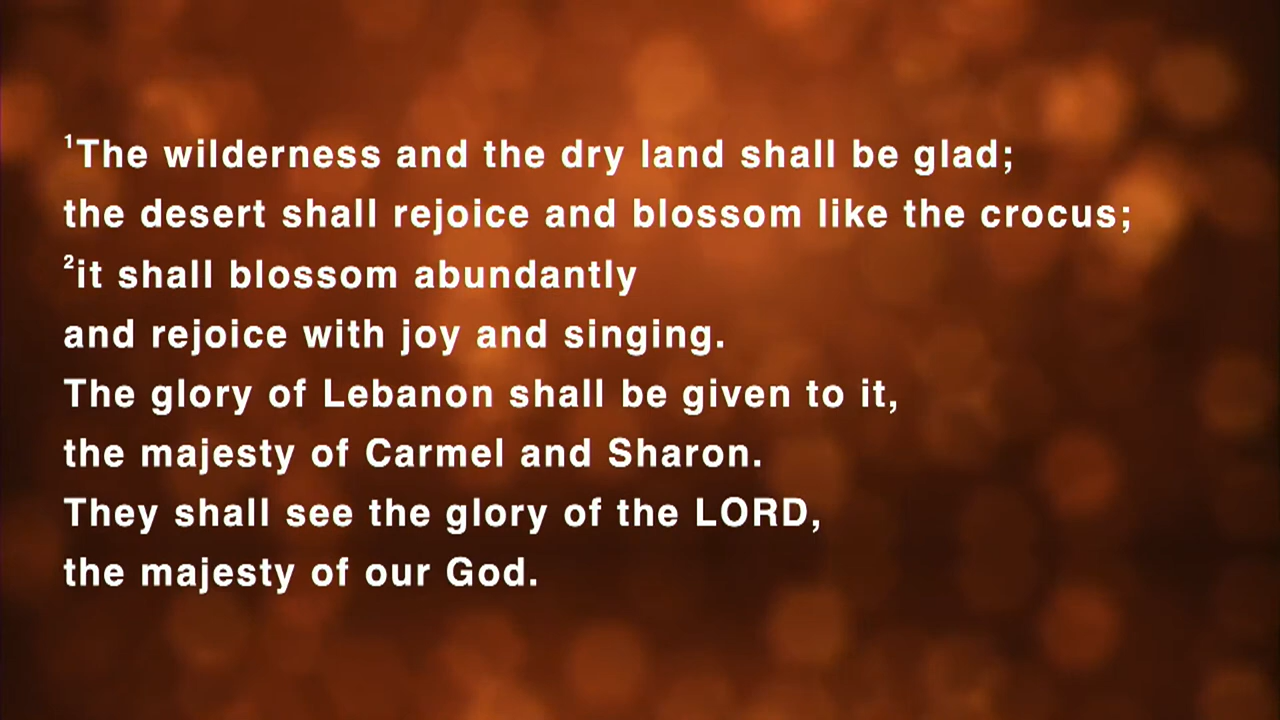 ¹The wilderness and the dry land shall be glad;
the desert shall rejoice and blossom like the crocus;
²it shall blossom abundantly
and rejoice with joy and singing.
The glory of Lebanon shall be given to it,
the majesty of Carmel and Sharon.
They shall see the glory of the LORD,
the majesty of our God.